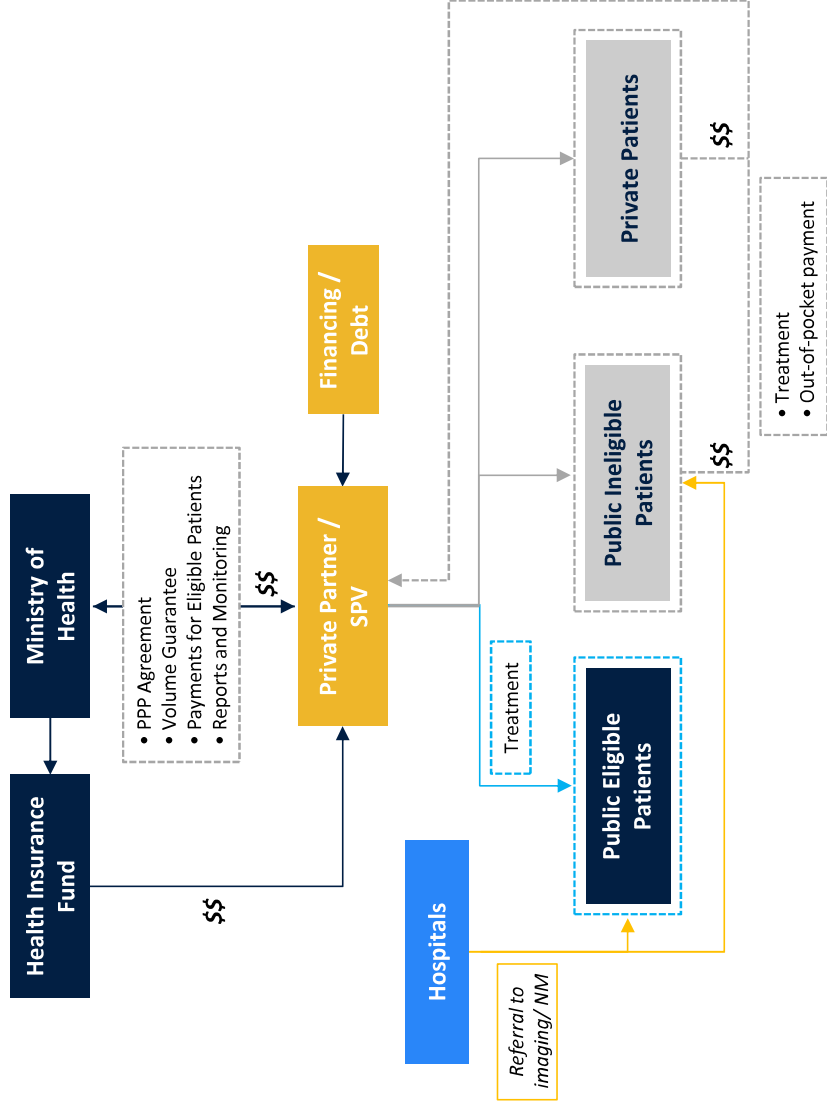 Health Insurance
Fund
Ministry of
Health
• PPP Agreement
• Volume Guarantee
• Payments for Eligible Patients
• Reports and Monitoring
$$
$$
Private Partner /
SPV
Financing /
Debt
Hospitals
Referral to
imaging/ NM
Treatment
Public Eligible
Patients
Public Ineligible
Patients
Private Patients
$$
$$
• Treatment
• Out-of-pocket payment